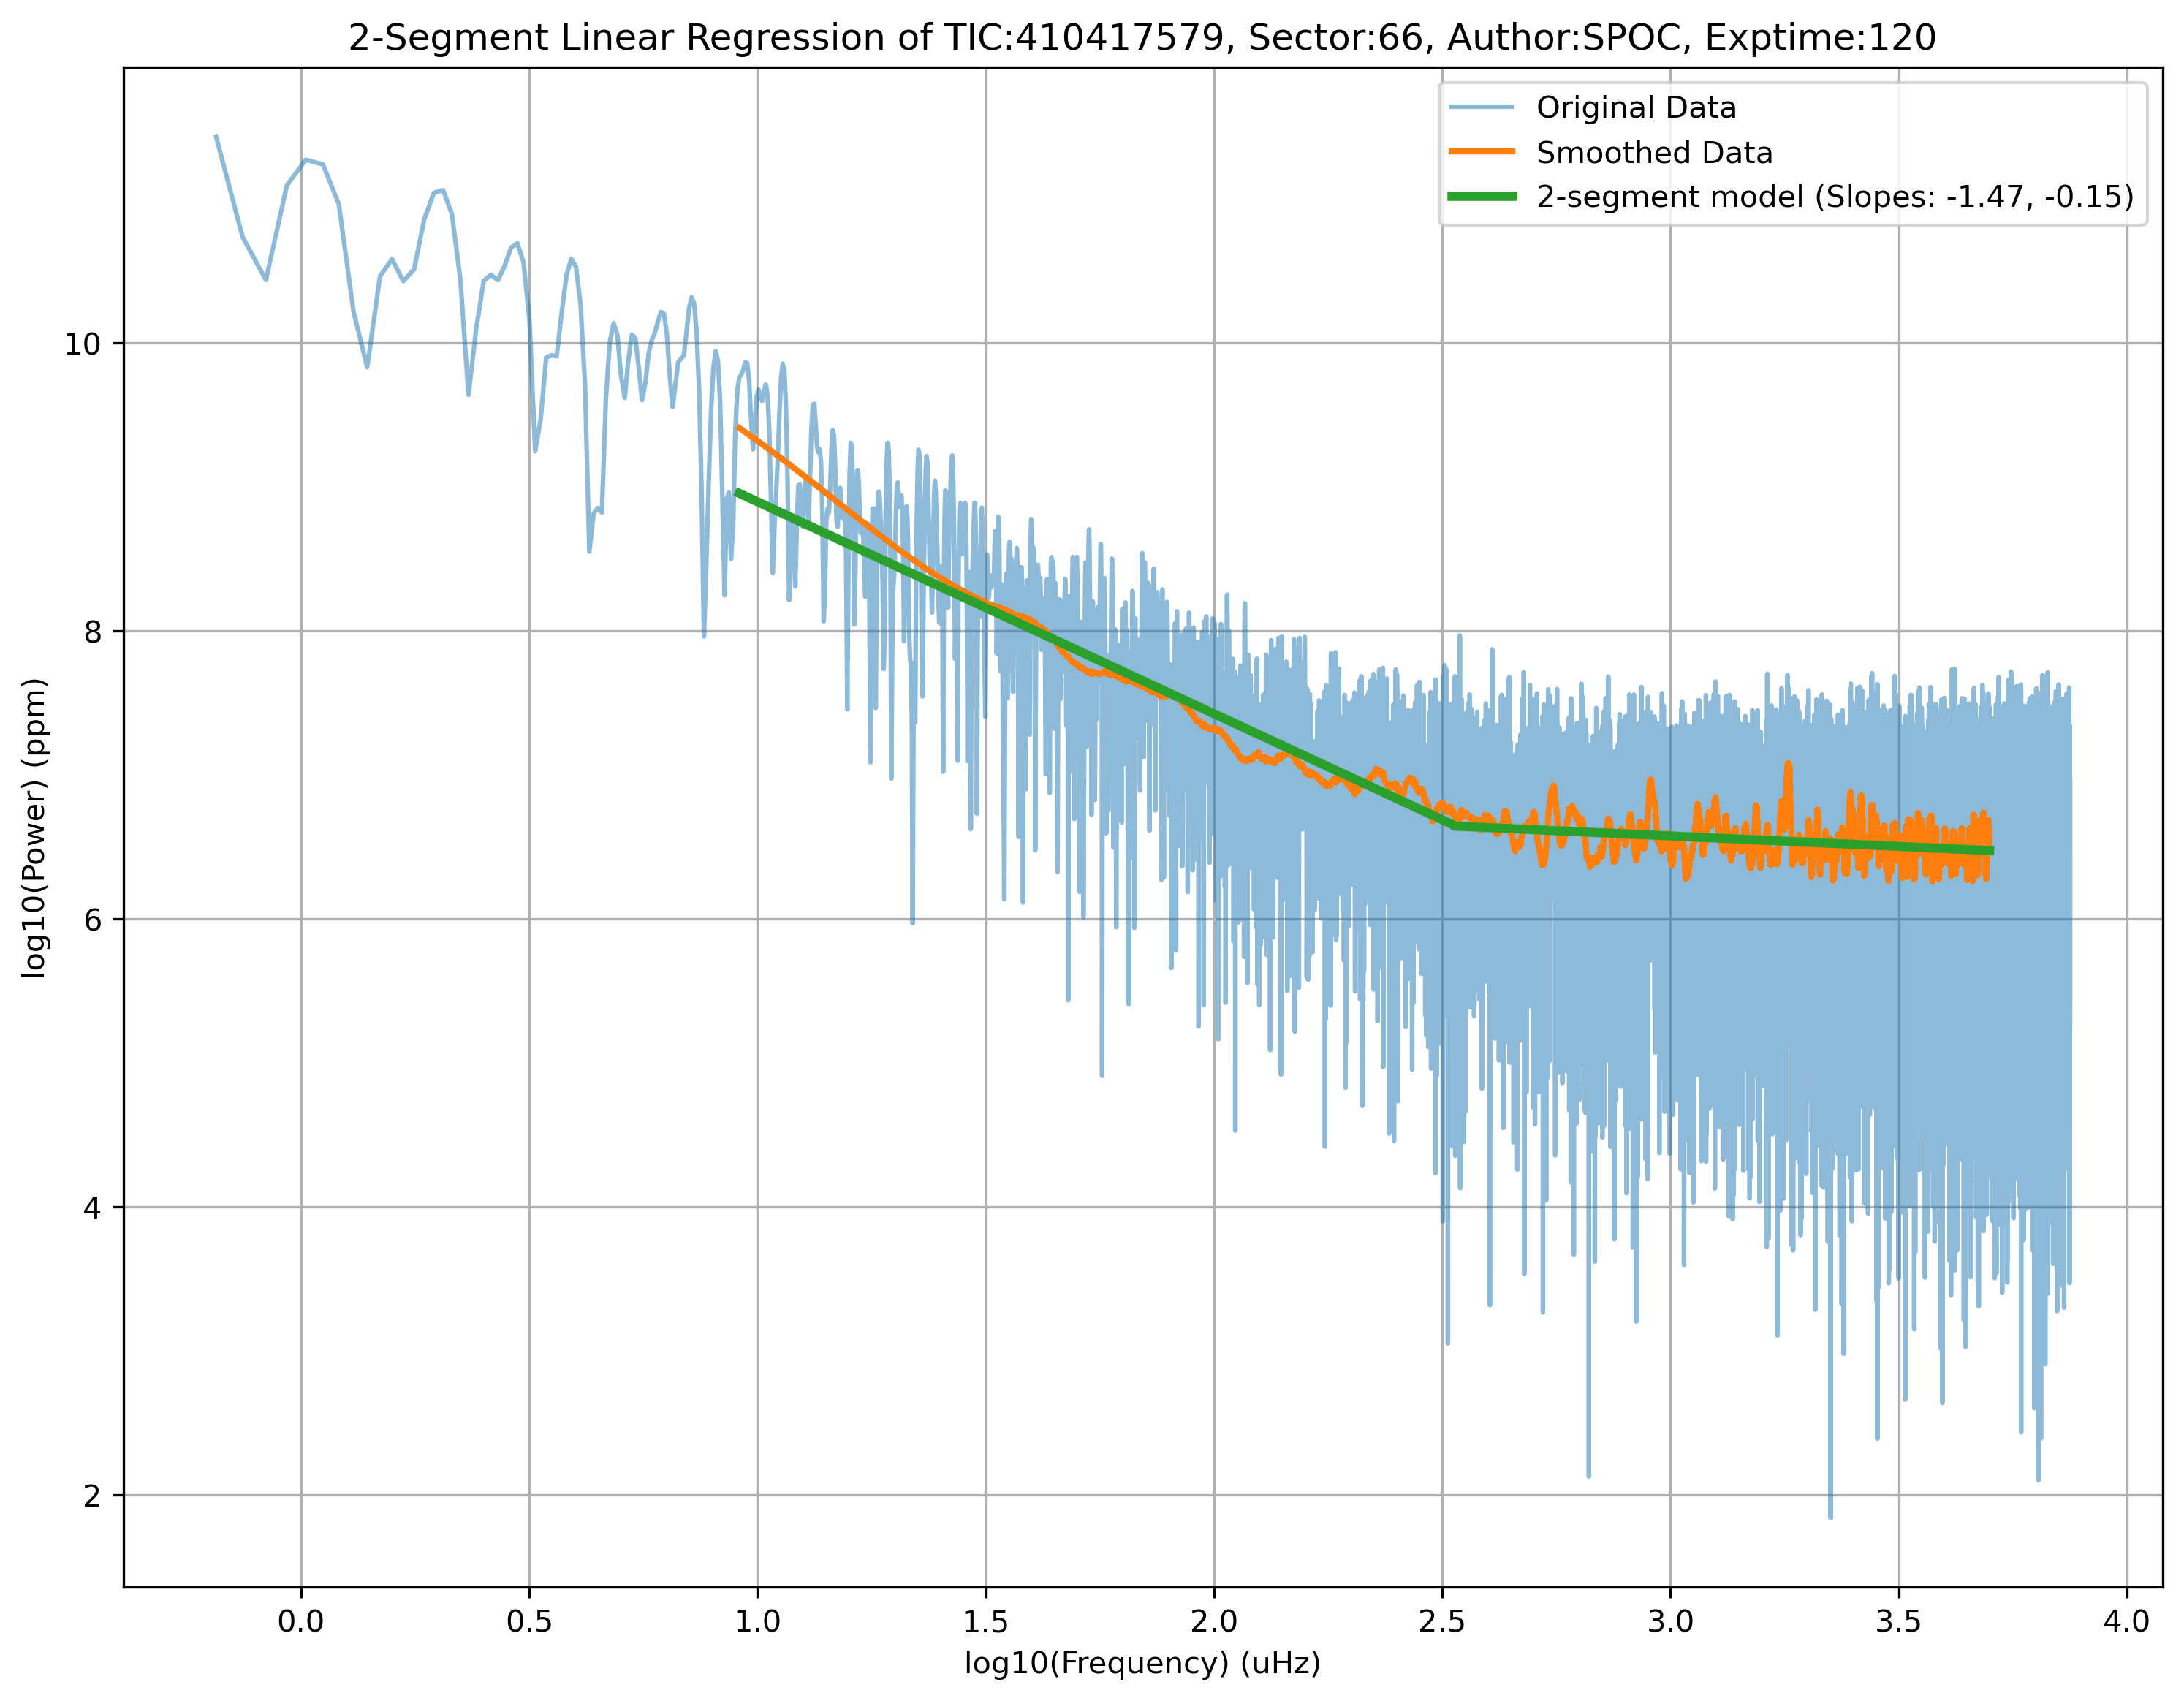 2-Segment Linear Regression of TIC:410417579, Sector:66, Author:SPOC, Exptime:120
Original Data
Smoothed Data
2-segment model (Slopes: -1.47, -0.15)
log10(Power) (ppm)
10
8
6
4
2
0.0 0.5 1.0 1.5 2.0 2.5 3.0 3.5 4.0
log10(Frequency) (uHz)